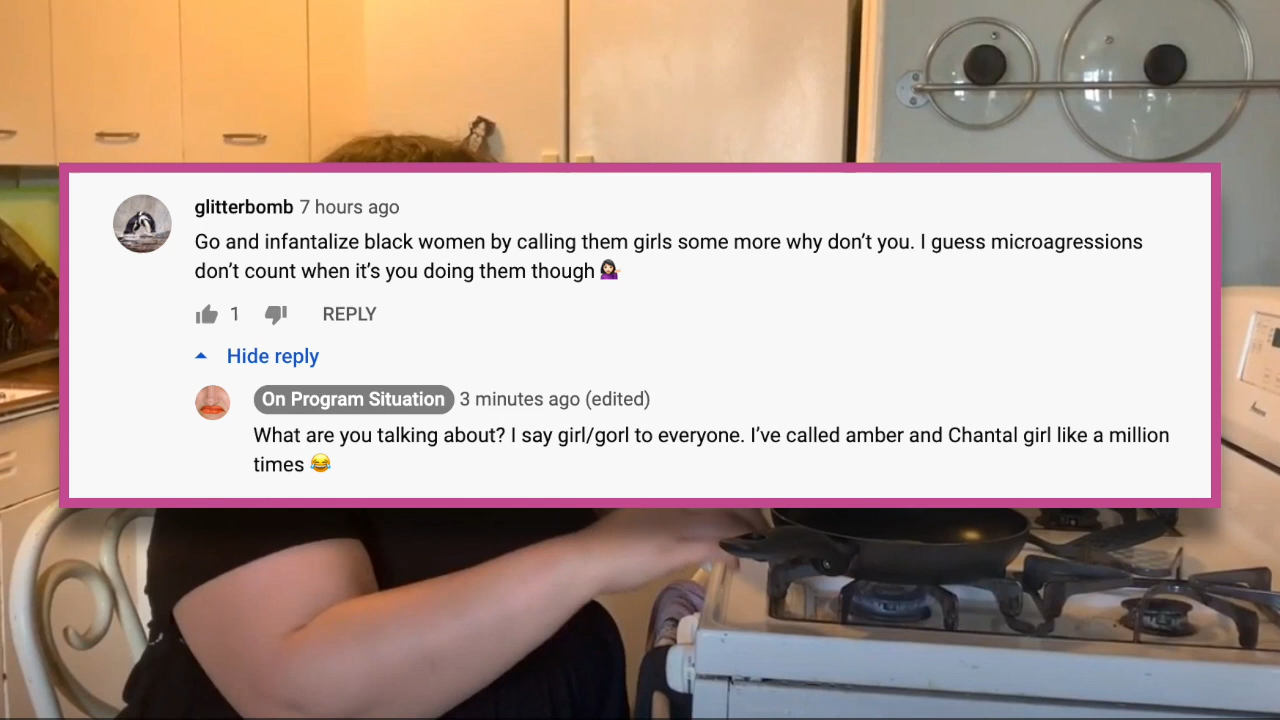 glitterbomb 7 hours ago
Go and infantalize black women by calling them girls some more why don’t you. I guess microagressions
don’t count when it’s you doing them though 💁🏻‍♀️
1 REPLY
Hide reply
On Program Situation 3 minutes ago (edited)
What are you talking about? I say girl/gorl to everyone. I’ve called amber and Chantal girl like a million
times 😂